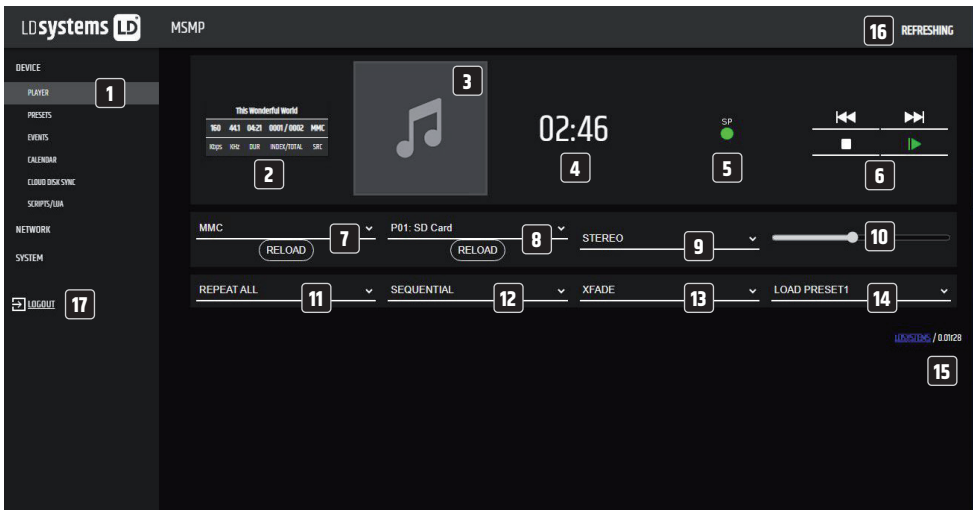 LDsystems LD
MSMP
16 REFRESHING
DEVICE
PLAYER 1
PRESETS
EVENTS
CALENDAR
CLOUD DISK SYNC
SCRIPTS/LUA
NETWORK
SYSTEM
LOGOUT 17
This Wonderful World
160 44.1 04:21 0001 / 0002 MMC
Kbps KHz DUR INDEX/TOTAL SRC
2
3
02:46
4
SP
5
6
MMC
7
RELOAD
P01: SD Card
8
RELOAD
STEREO
9
10
REPEAT ALL
11
SEQUENTIAL
12
XFADE
13
LOAD PRESET1
14
LDSYSTEMS / 0.01r28
15